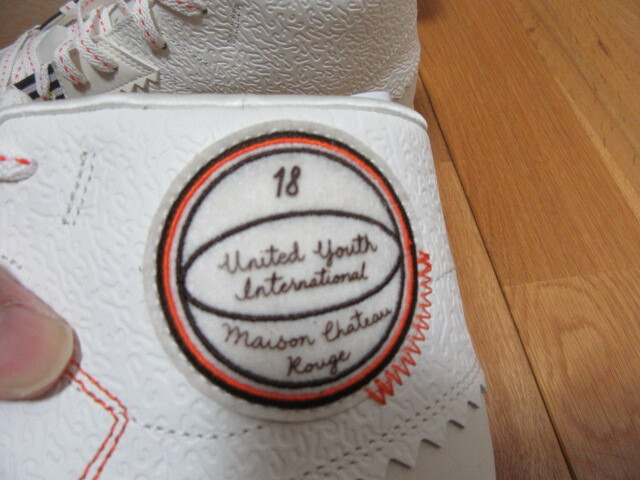 18
United Youth
International
Maison Chateau
Rouge